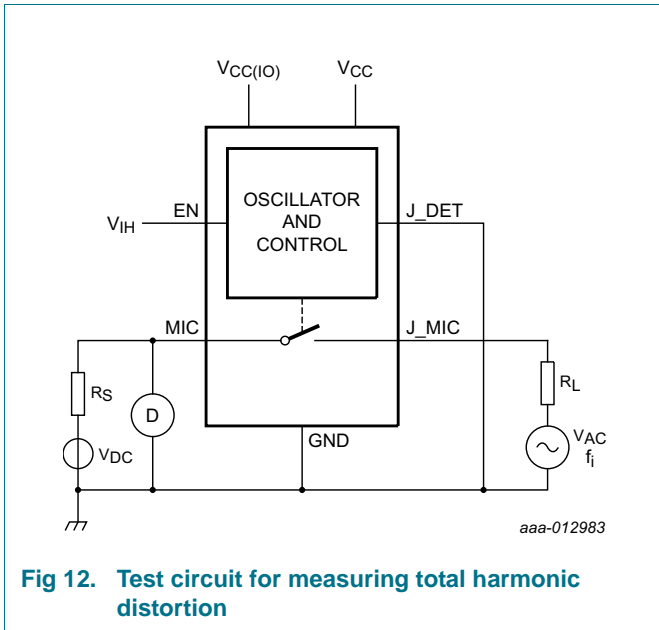 VCC(IO)
VCC
OSCILLATOR
AND
CONTROL
EN
VIH
J_DET
MIC
J_MIC
RS
D
VDC
GND
RL
VAC
fi
aaa-012983
Fig 12. Test circuit for measuring total harmonic
distortion